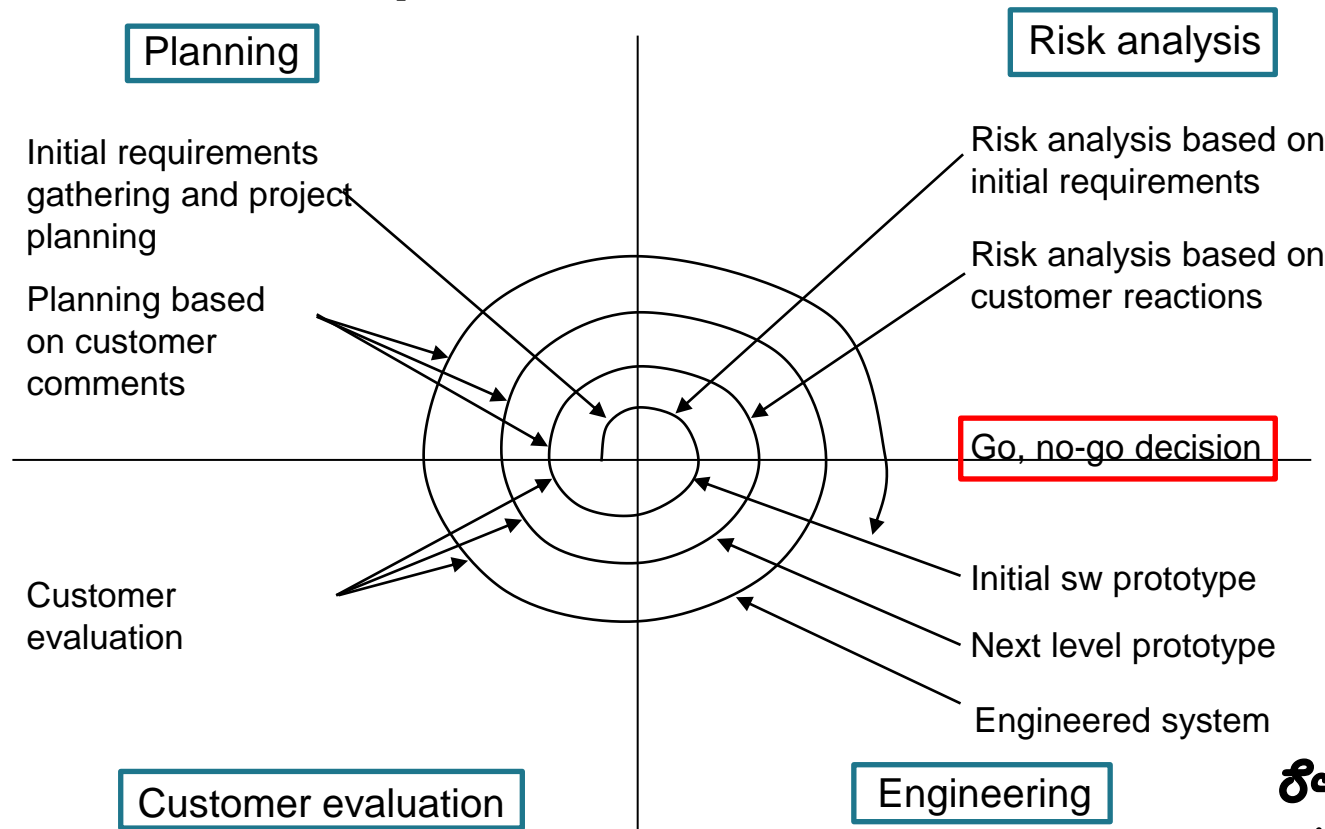 Planning
Risk analysis
Initial requirements
gathering and project
planning
Risk analysis based on
initial requirements
Risk analysis based on
customer reactions
Planning based
on customer
comments
Go, no-go decision
Customer
evaluation
Initial sw prototype
Next level prototype
Engineered system
Customer evaluation
Engineering